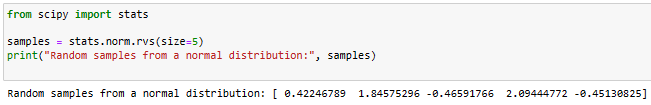 from scipy import stats
samples = stats.norm.rvs(size=5)
print("Random samples from a normal distribution:", samples)
Random samples from a normal distribution: [ 0.42246789  1.84575296 -0.46591766  2.09444772 -0.45130825]